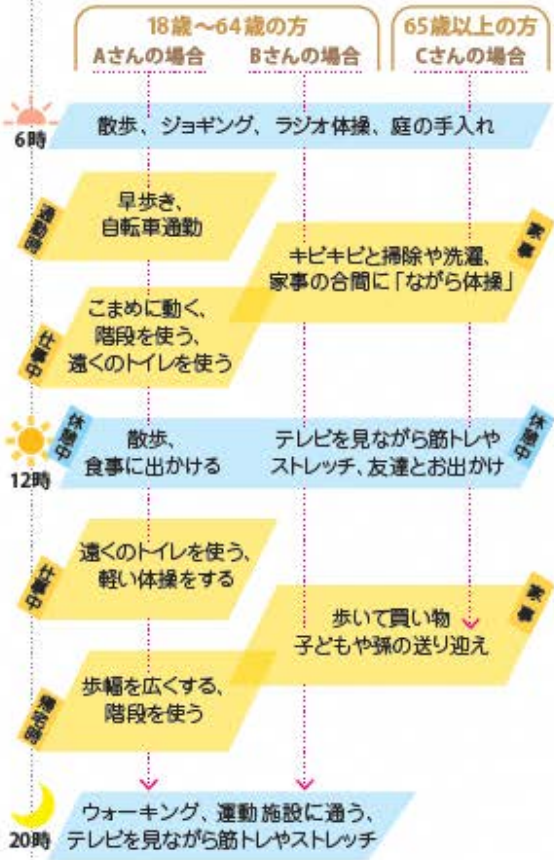 18歳〜64歳の方
65歳以上の方
Aさんの場合
Bさんの場合
Cさんの場合
6時
散歩、ジョギング、ラジオ体操、庭の手入れ
通勤時
早歩き、
自転車通勤
家事
キビキビと掃除や洗濯、
家事の合間に「ながら体操」
仕事中
こまめに動く、
階段を使う、
遠くのトイレを使う
12時
休憩中
散歩、
食事に出かける
テレビを見ながら筋トレや
ストレッチ、友達とお出かけ
休憩中
仕事中
遠くのトイレを使う、
軽い体操をする
家事
歩いて買い物
子どもや孫の送り迎え
帰宅時
歩幅を広くする、
階段を使う
20時
ウォーキング、運動施設に通う、
テレビを見ながら筋トレやストレッチ